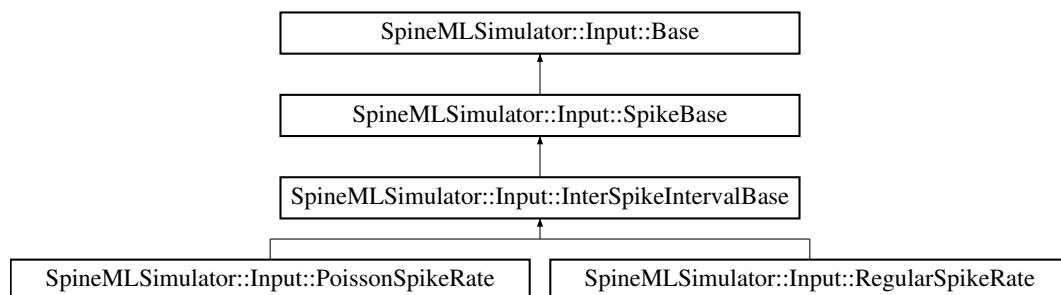 SpineMLSimulator::Input::Base
SpineMLSimulator::Input::SpikeBase
SpineMLSimulator::Input::InterSpikeIntervalBase
SpineMLSimulator::Input::PoissonSpikeRate
SpineMLSimulator::Input::RegularSpikeRate